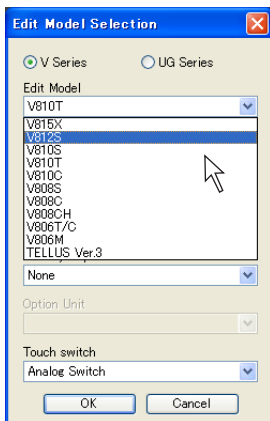 Edit Model Selection
V Series
UG Series
Edit Model
V810T
V815X
V812S
V810S
V810T
V810C
V808S
V808C
V808CH
V806T/C
V806M
TELLUS Ver.3
None
Option Unit
Touch switch
Analog Switch
OK
Cancel